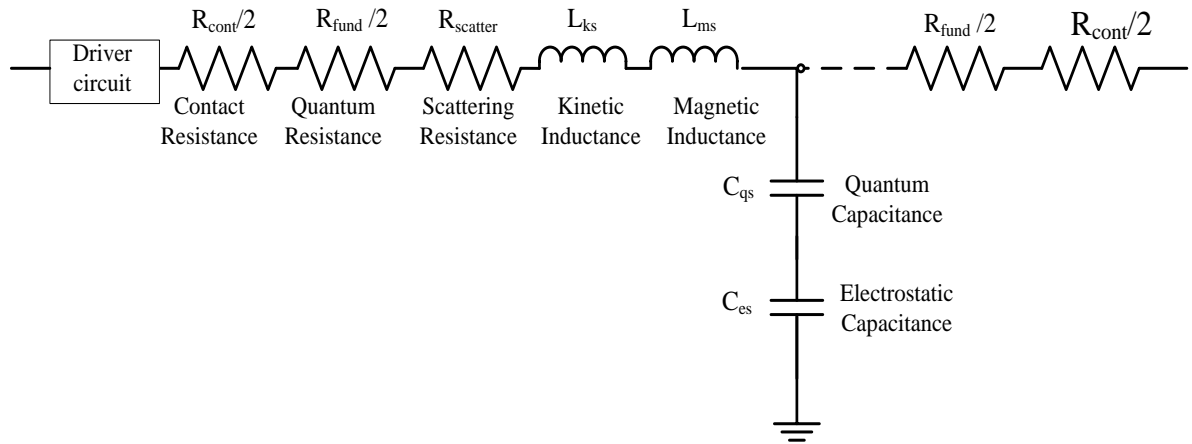 R_cont/2
R_fund /2
R_scatter
L_ks
L_ms
R_fund /2
R_cont/2
Driver
circuit
Contact
Resistance
Quantum
Resistance
Scattering
Resistance
Kinetic
Inductance
Magnetic
Inductance
C_qs
Quantum
Capacitance
C_es
Electrostatic
Capacitance